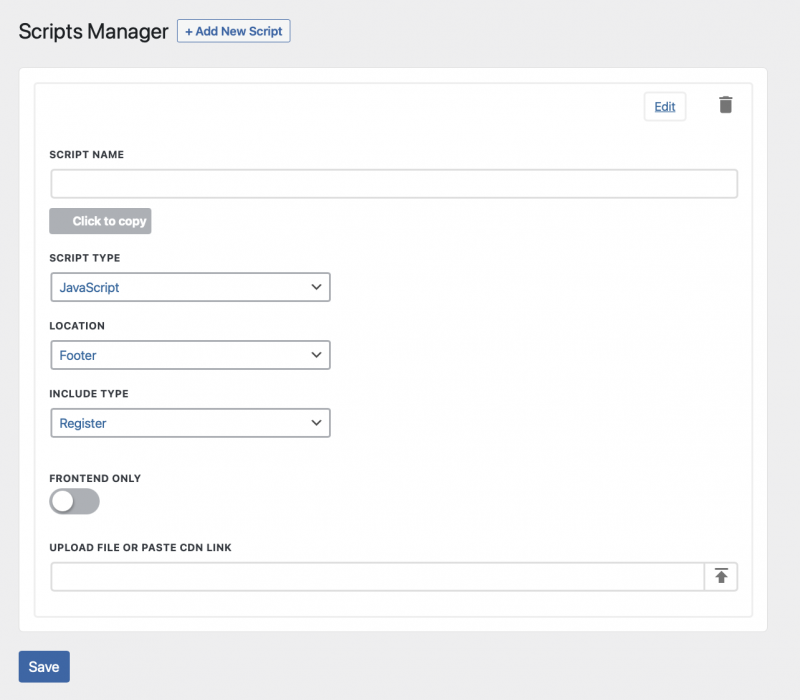 Scripts Manager
+ Add New Script
Edit
SCRIPT NAME
Click to copy
SCRIPT TYPE
JavaScript
LOCATION
Footer
INCLUDE TYPE
Register
FRONTEND ONLY
UPLOAD FILE OR PASTE CDN LINK
Save